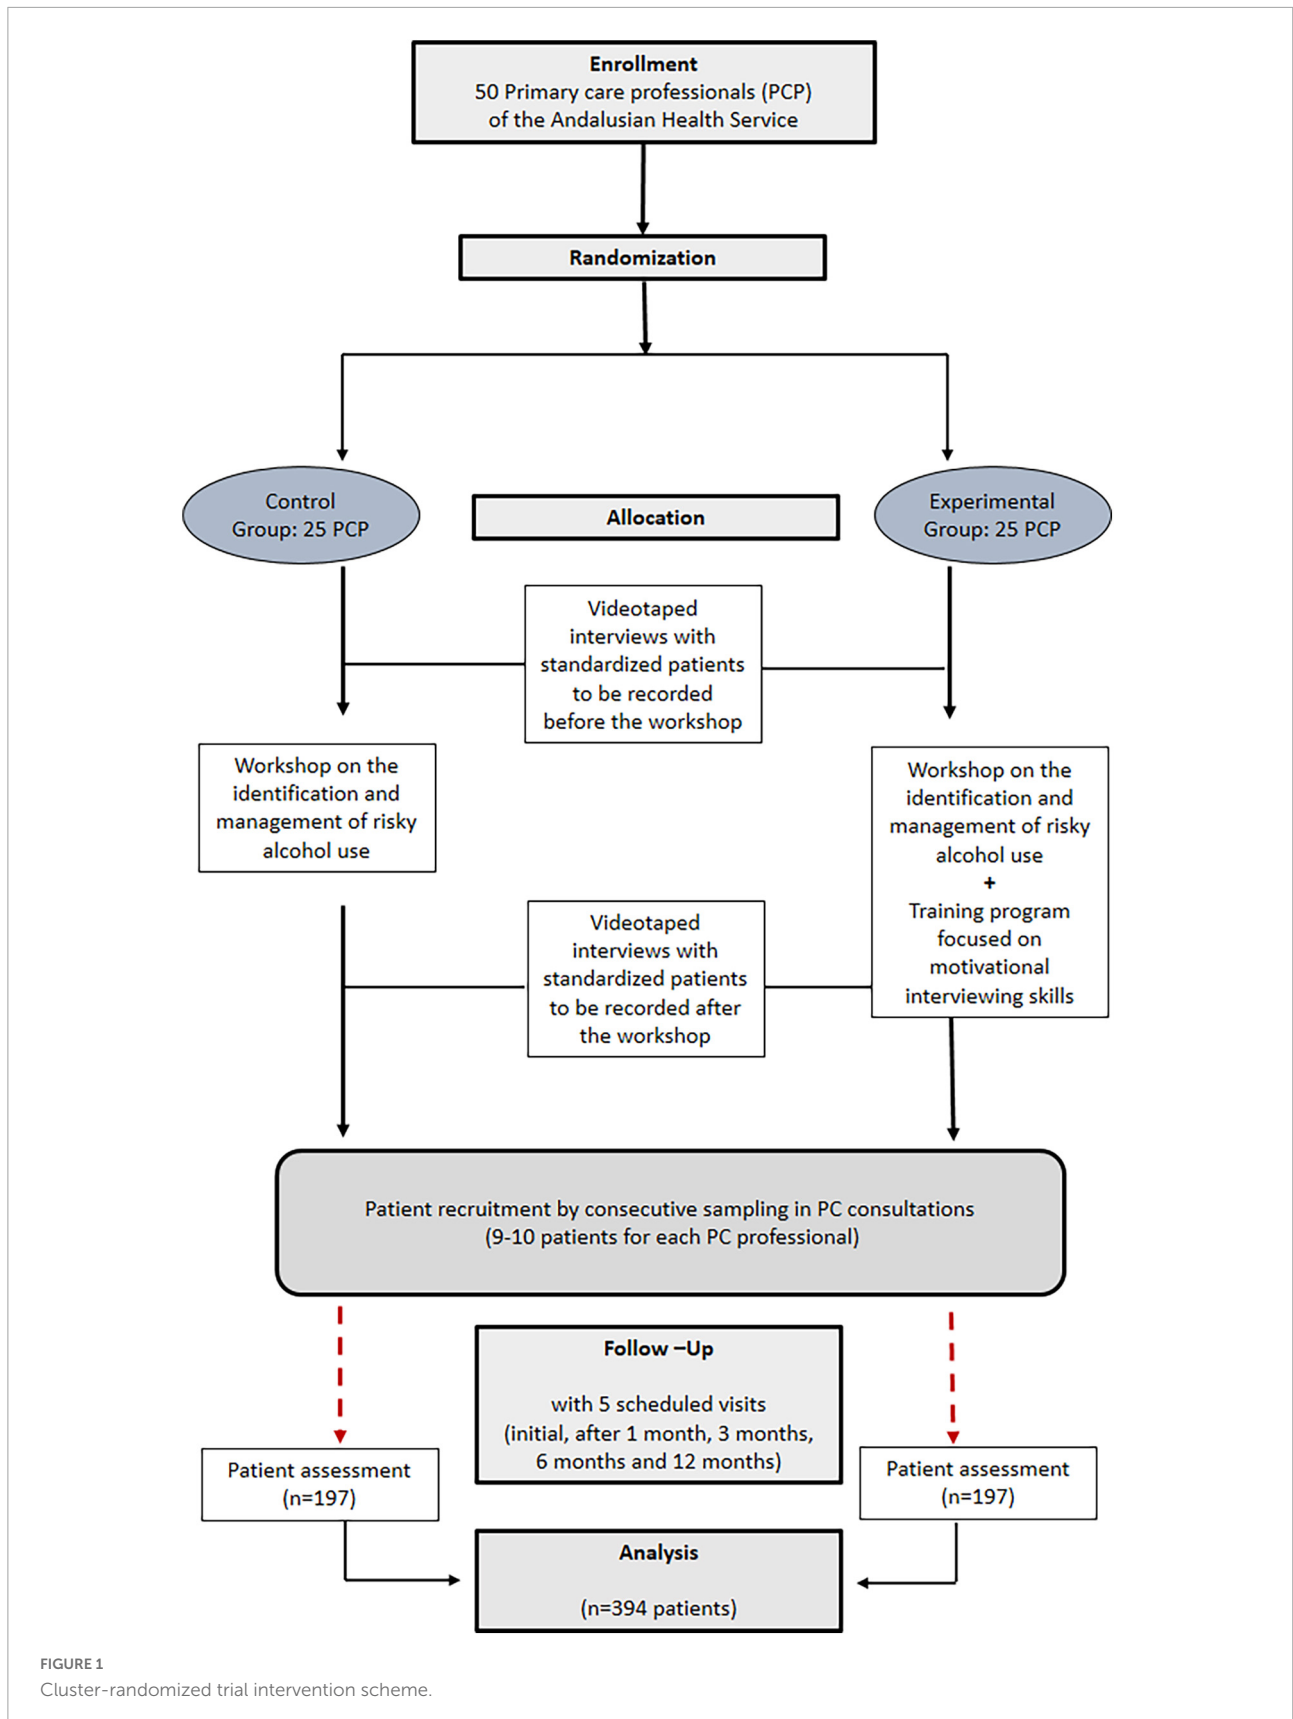 Enrollment
50 Primary care professionals (PCP)
of the Andalusian Health Service
Randomization
Control
Group: 25 PCP
Allocation
Experimental
Group: 25 PCP
Videotaped
interviews with
standardized patients
to be recorded
before the workshop
Workshop on the
identification and
management of risky
alcohol use
Workshop on the
identification and
management of risky
alcohol use
+
Training program
focused on
motivational
interviewing skills
Videotaped
interviews with
standardized patients
to be recorded after
the workshop
Patient recruitment by consecutive sampling in PC consultations
(9-10 patients for each PC professional)
Follow –Up
with 5 scheduled visits
(initial, after 1 month, 3 months,
6 months and 12 months)
Patient assessment
(n=197)
Patient assessment
(n=197)
Analysis
(n=394 patients)
FIGURE 1
Cluster-randomized trial intervention scheme.